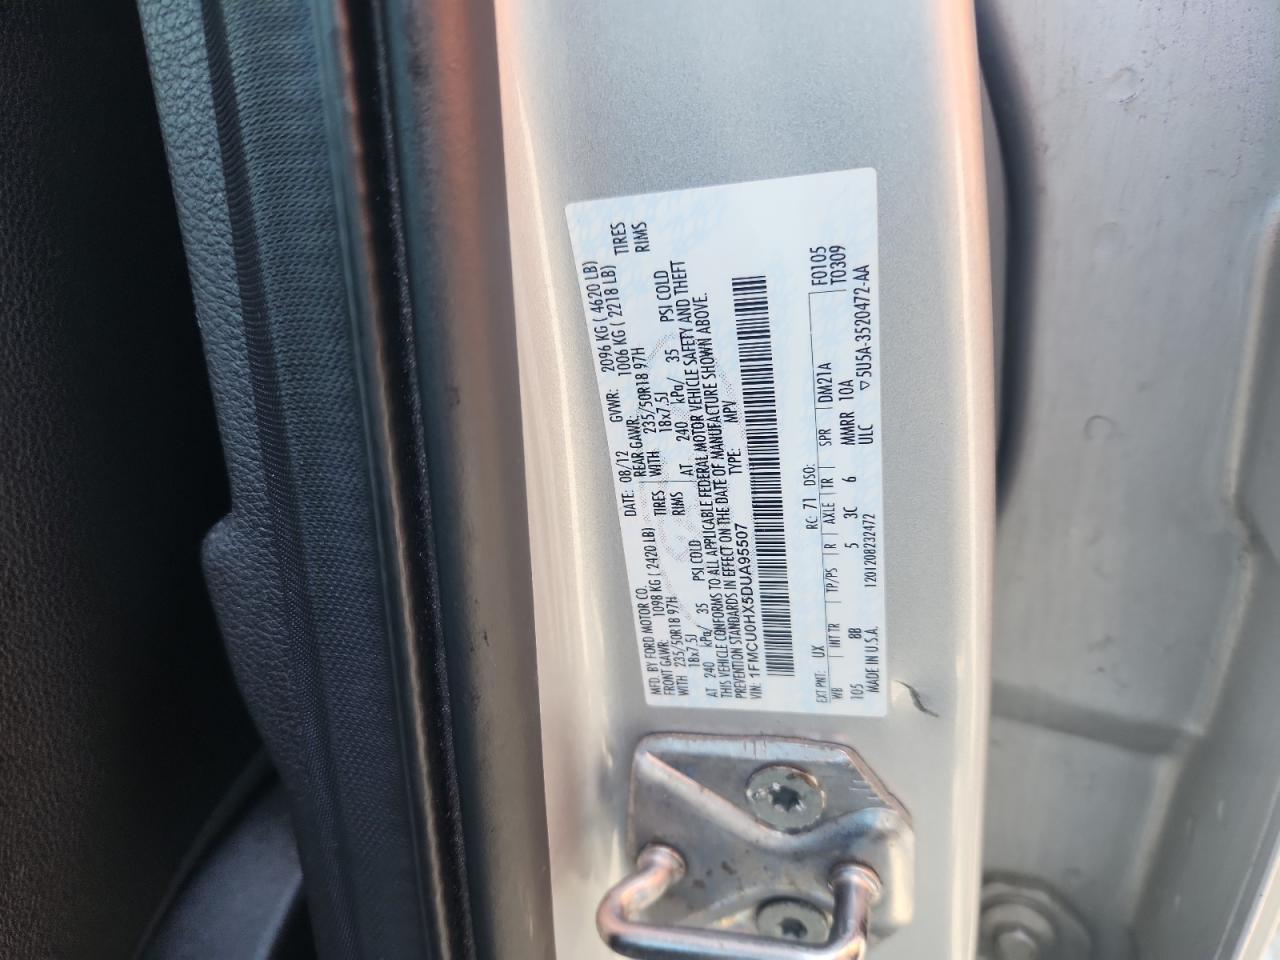 MFD. BY FORD MOTOR CO.
DATE: 08/12 GVWR: 2096 KG ( 4620 LB)
FRONT GAWR: 1098 KG ( 2420 LB) REAR GAWR: 1006 KG ( 2218 LB)
WITH 235/50R18 97H TIRES WITH 235/50R18 97H TIRES
18x7.5J RIMS 18x7.5J RIMS
AT 240 kPa/ 35 PSI COLD AT 240 kPa/ 35 PSI COLD
THIS VEHICLE CONFORMS TO ALL APPLICABLE FEDERAL MOTOR VEHICLE SAFETY AND THEFT
PREVENTION STANDARDS IN EFFECT ON THE DATE OF MANUFACTURE SHOWN ABOVE.
VIN: 1FMCU0HX5DUA95507 TYPE: MPV
EXT PNT: UX RC: 71 DSO: F0105
WB INT TR TP/PS R AXLE TR SPR DM21A T0309
105 BB 5 3C 6 MMRR 10A
MADE IN U.S.A. 1201208232472 ULC ▽5U5A-3520472-AA